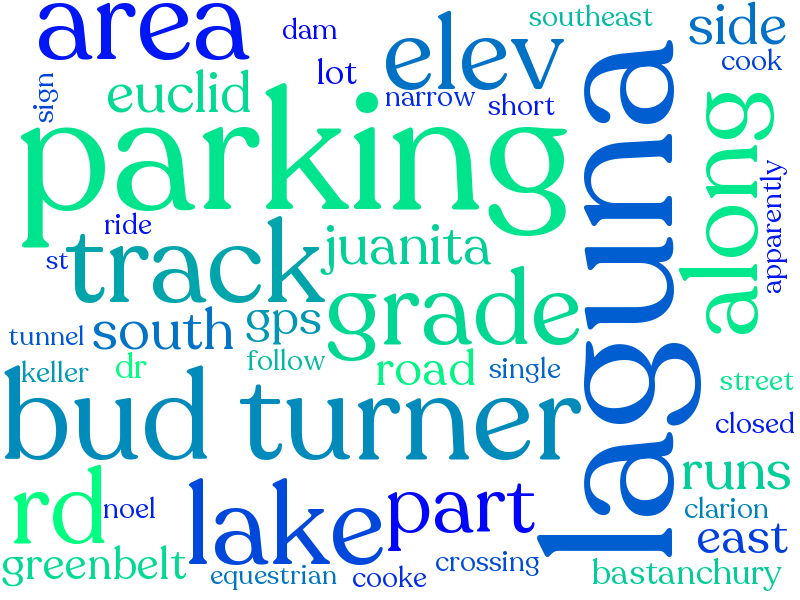 area
dam
southeast
side
elev
cook
lot
sign
euclid
narrow
short
parking
laguna
along
apparently
ride
st
track
juanita
grade
gps
south
tunnel
follow
keller
dr
road
single
street
bud turner
closed
runs
rd
noel
lake
part
clarion
east
greenbelt
equestrian
cooke
crossing
bastanchury